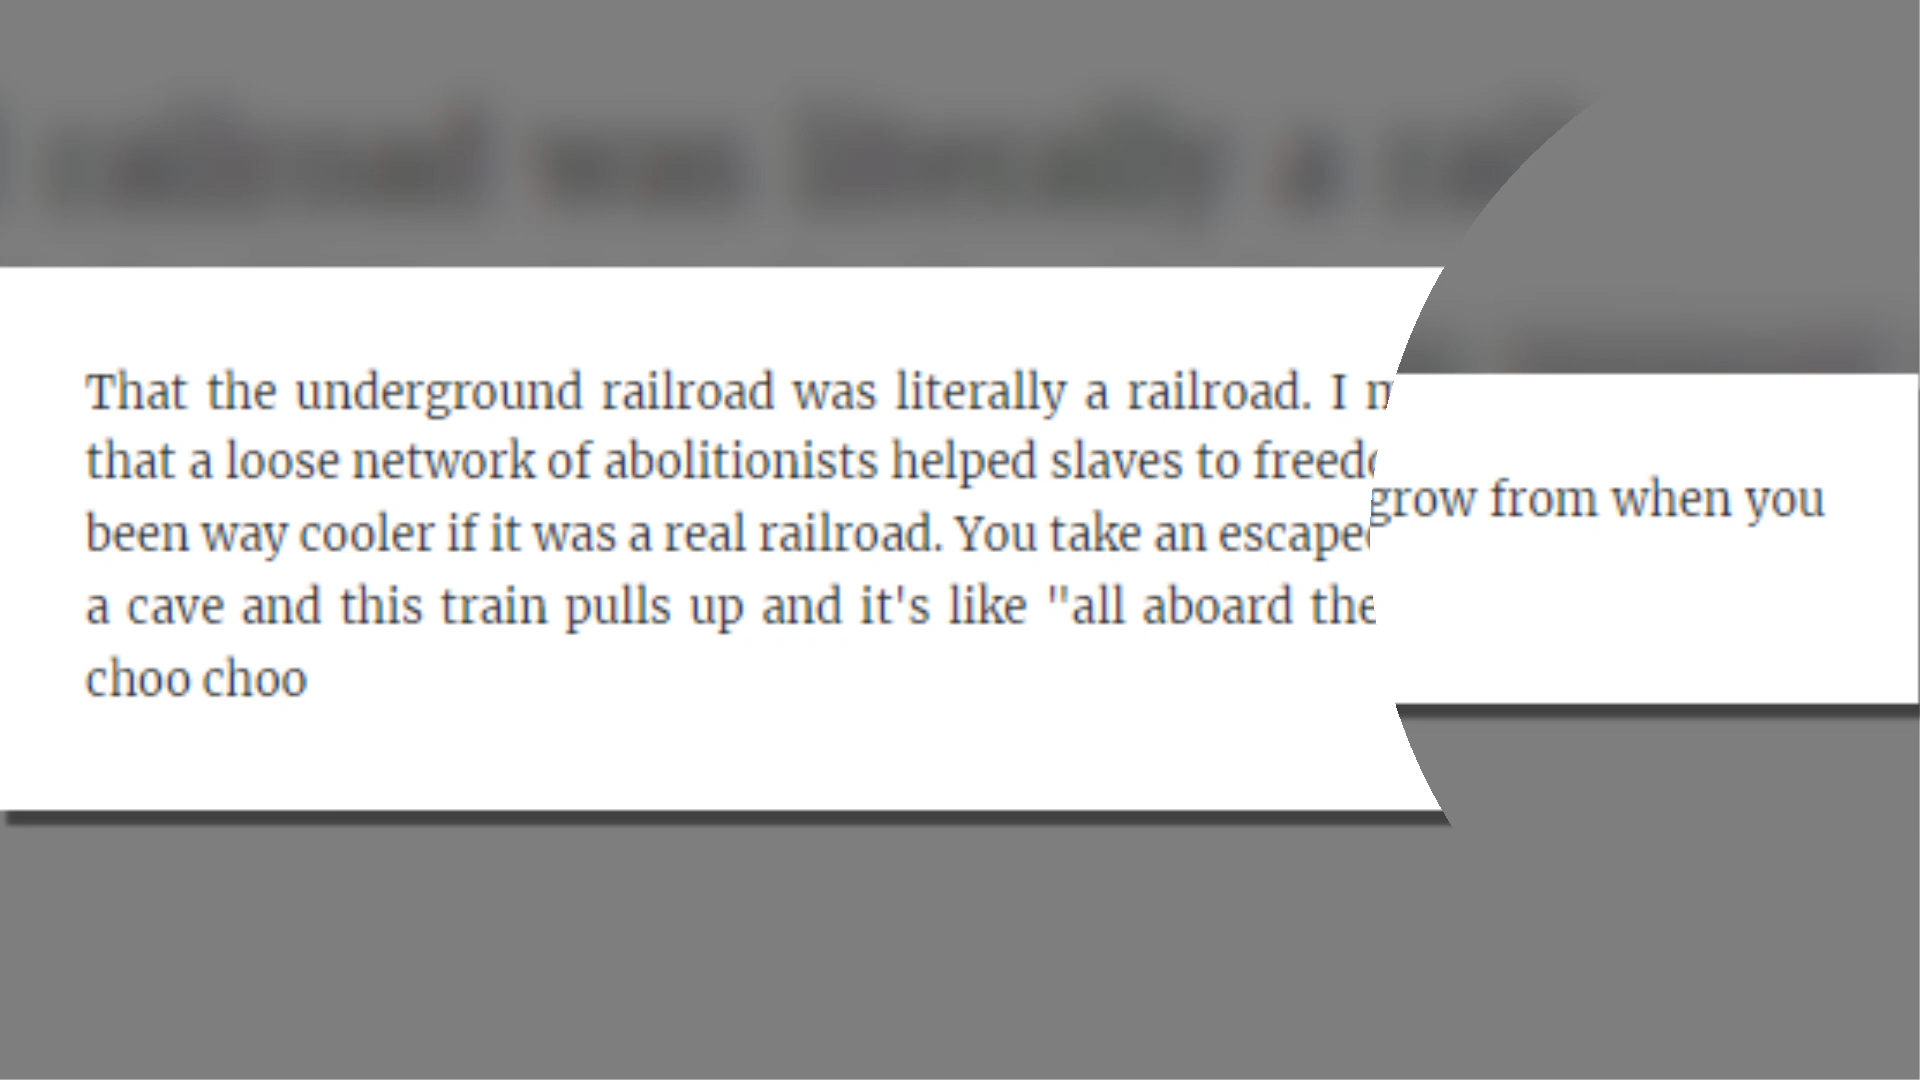 That the underground railroad was literally a railroad. I
that a loose network of abolitionists helped slaves to
been way cooler if it was a real railroad. You take an
a cave and this train pulls up and it's like "all aboard the
choo choo
grow from when you